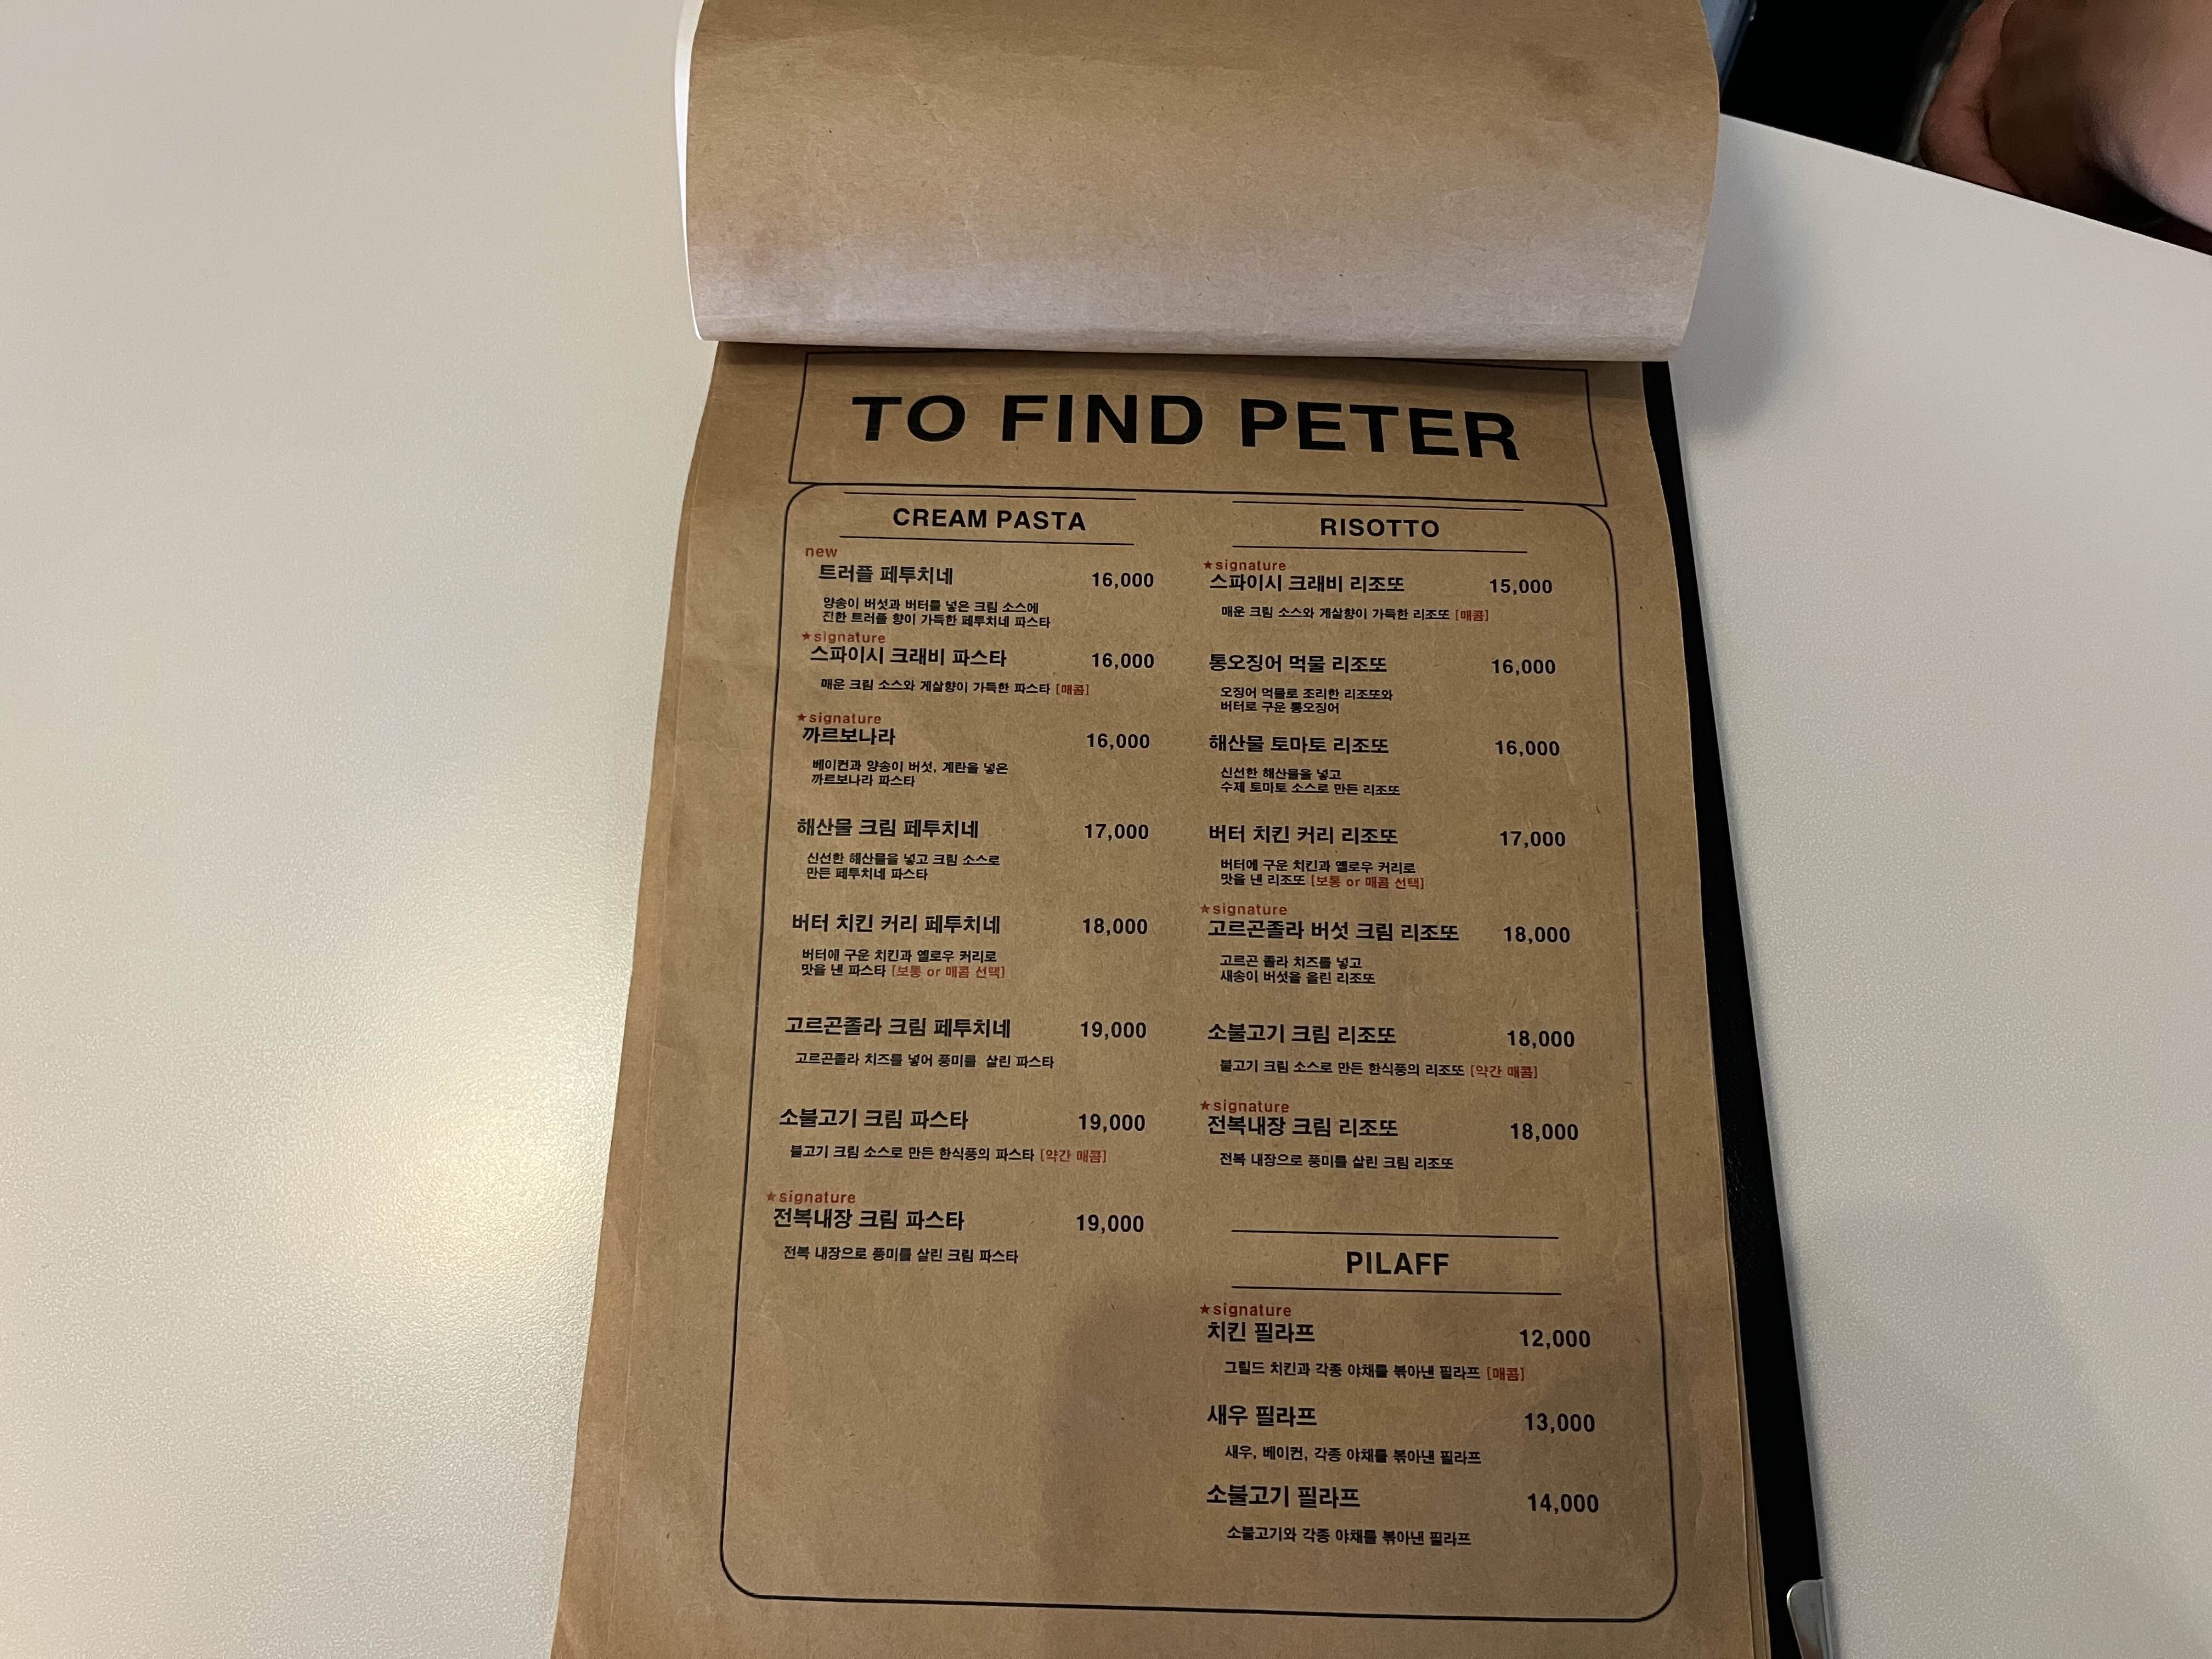 TO FIND PETER
CREAM PASTA
new
트러플 페투치네 16,000
양송이 버섯과 버터를 넣은 크림 소스에
진한 트러플 향이 가득한 페투치네 파스타
★signature
스파이시 크래비 파스타 16,000
매운 크림 소스와 게살향이 가득한 파스타 [매콤]
★signature
까르보나라 16,000
베이컨과 양송이 버섯, 계란을 넣은
까르보나라 파스타
해산물 크림 페투치네 17,000
신선한 해산물을 넣고 크림 소스로
만든 페투치네 파스타
버터 치킨 커리 페투치네 18,000
버터에 구운 치킨과 옐로우 커리로
맛을 낸 파스타 [보통 or 매콤 선택]
고르곤졸라 크림 페투치네 19,000
고르곤졸라 치즈를 넣어 풍미를 살린 파스타
소불고기 크림 파스타 19,000
불고기 크림 소스로 만든 한식풍의 파스타 [약간 매콤]
★signature
전복내장 크림 파스타 19,000
전복 내장으로 풍미를 살린 크림 파스타
RISOTTO
★signature
스파이시 크래비 리조또 15,000
매운 크림 소스와 게살향이 가득한 리조또 [매콤]
통오징어 먹물 리조또 16,000
오징어 먹물로 조리한 리조또와
버터로 구운 통오징어
해산물 토마토 리조또 16,000
신선한 해산물을 넣고
수제 토마토 소스로 만든 리조또
버터 치킨 커리 리조또 17,000
버터에 구운 치킨과 옐로우 커리로
맛을 낸 리조또 [보통 or 매콤 선택]
★signature
고르곤졸라 버섯 크림 리조또 18,000
고르곤 졸라 치즈를 넣고
새송이 버섯을 올린 리조또
소불고기 크림 리조또 18,000
불고기 크림 소스로 만든 한식풍의 리조또 [약간 매콤]
★signature
전복내장 크림 리조또 18,000
전복 내장으로 풍미를 살린 크림 리조또
PILAFF
★signature
치킨 필라프 12,000
그릴드 치킨과 각종 야채를 볶아낸 필라프 [매콤]
새우 필라프 13,000
새우, 베이컨, 각종 야채를 볶아낸 필라프
소불고기 필라프 14,000
소불고기와 각종 야채를 볶아낸 필라프